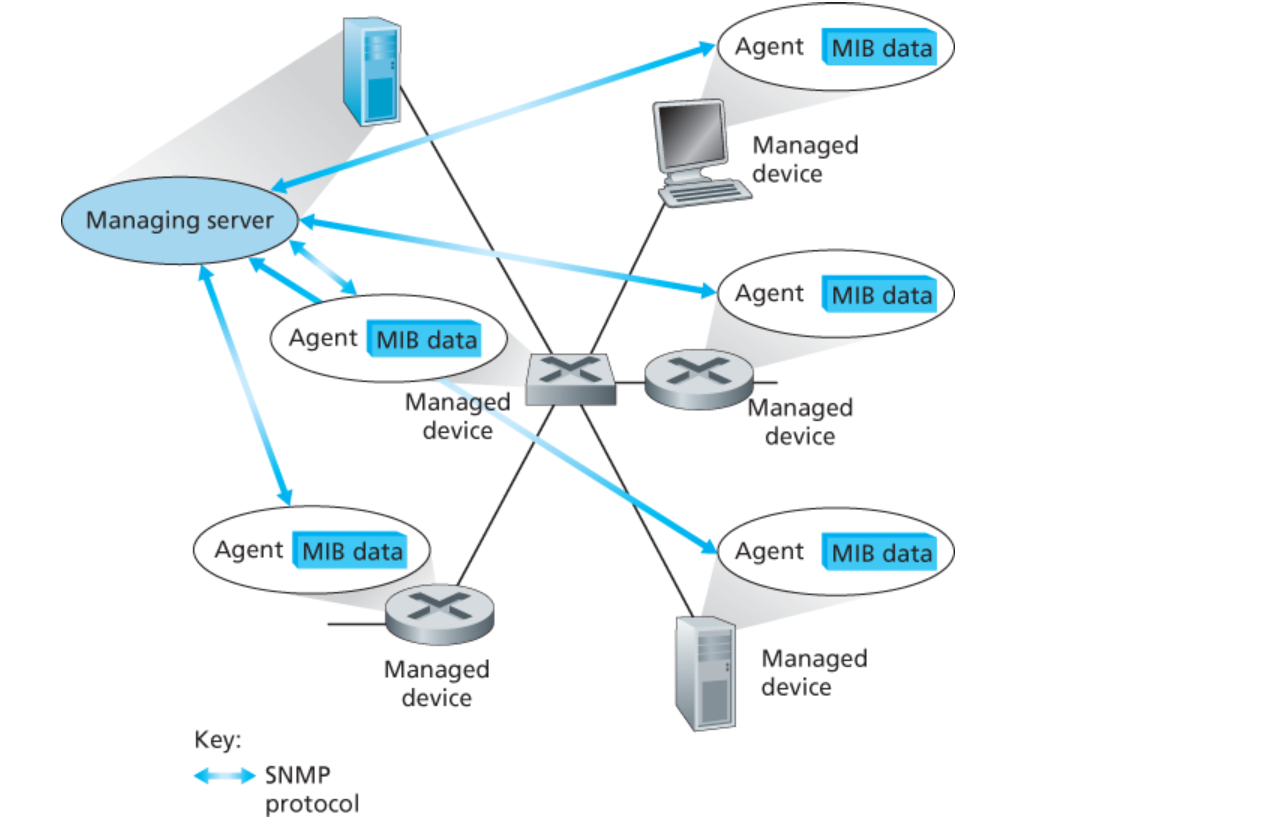 Agent MIB data
Managed
device
Managing server
Agent MIB data
Agent MIB data
Managed
device
Managed
device
Agent MIB data
Agent MIB data
Managed
device
Managed
device
Key:
SNMP
protocol